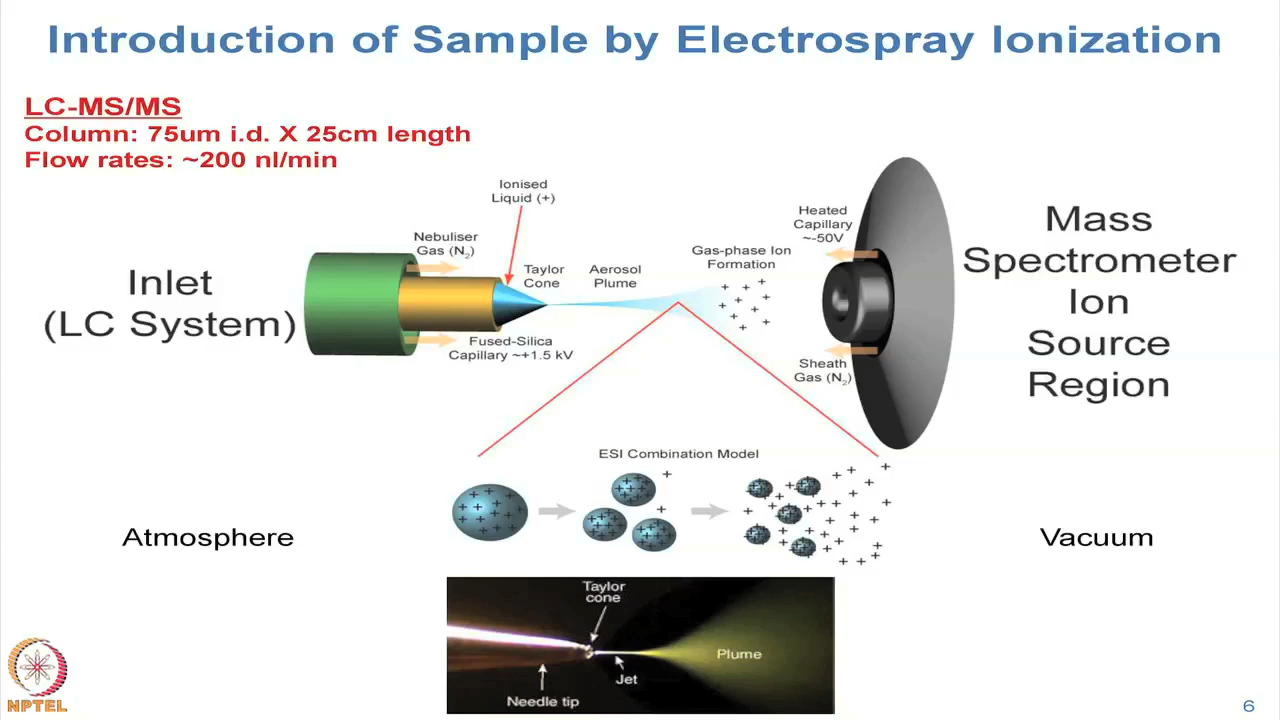 Introduction of Sample by Electrospray Ionization
LC-MS/MS
Column: 75um i.d. X 25cm length
Flow rates: ~200 nl/min
Ionised
Liquid (+)
Nebuliser
Gas (N2)
Taylor
Cone
Aerosol
Plume
Gas-phase Ion
Formation
Heated
Capillary
~-50V
Inlet
(LC System)
Mass
Spectrometer
Ion
Source
Region
Fused-Silica
Capillary ~+1.5 kV
Sheath
Gas (N2)
ESI Combination Model
Atmosphere
Vacuum
Taylor
cone
Plume
Jet
Needle tip
NPTEL
6